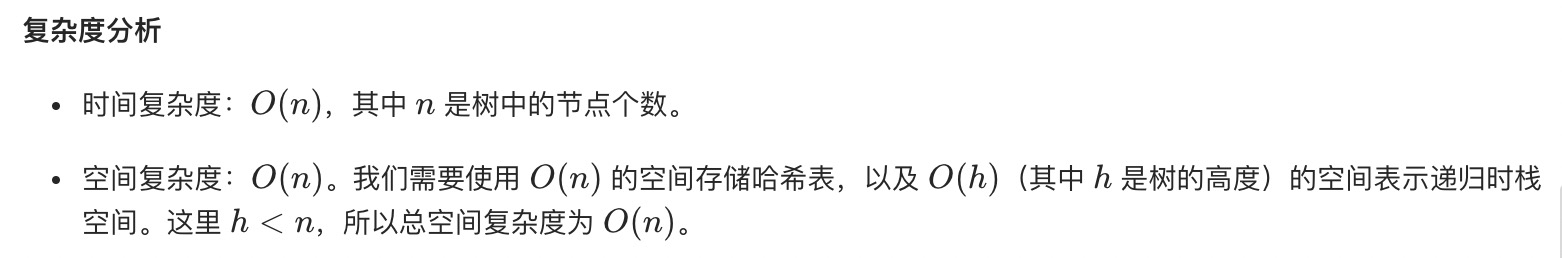 复杂度分析
• 时间复杂度：O(n)，其中 n 是树中的节点个数。
• 空间复杂度：O(n)。我们需要使用 O(n) 的空间存储哈希表，以及 O(h)（其中 h 是树的高度）的空间表示递归时栈
空间。这里 h < n，所以总空间复杂度为 O(n)。